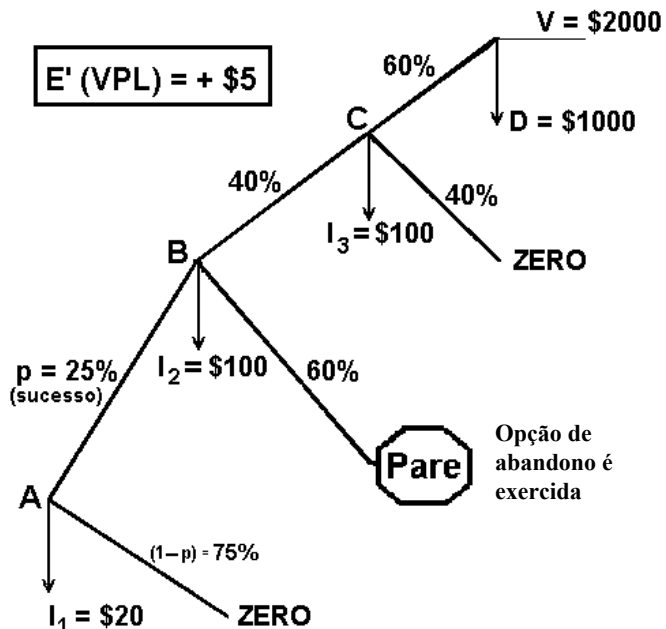 V = $2000
E' (VPL) = + $5
60%
C
D = $1000
40%
40%
I3 = $100
ZERO
B
p = 25%
(sucesso)
I2 = $100
60%
Pare
Opção de
abandono é
exercida
A
(1–p) = 75%
I1 = $20
ZERO